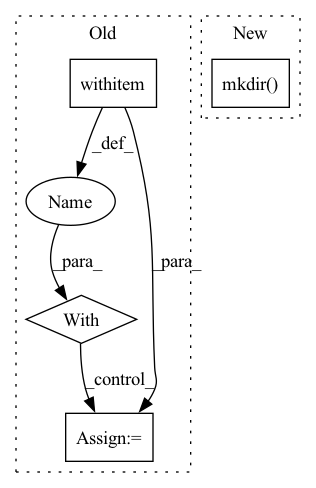 Old
New
withitem
mkdir()
_def_
Name
_para_
_para_
With
_control_
Assign:=